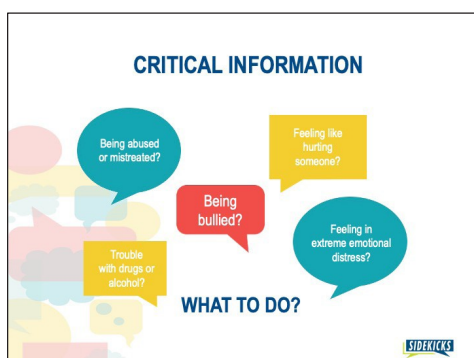 CRITICAL INFORMATION
Being abused
or mistreated?
Feeling like
hurting
someone?
Being
bullied?
Feeling in
extreme emotional
distress?
Trouble
with drugs or
alcohol?
WHAT TO DO?
SIDEKICKS